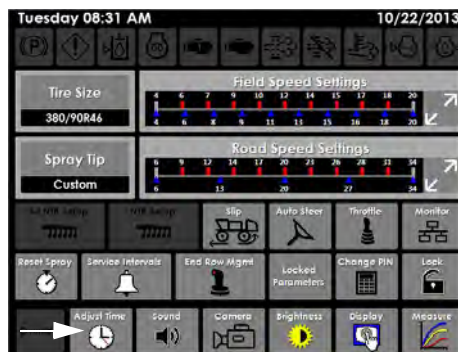 Tuesday 08:31 AM 10/22/2013
Field Speed Settings
Tire Size
4 6 7 9 10 12 14 15 17 18 20
380/90R46
4 6 8 9 11 13 15 16 18 20
Road Speed Settings
Spray Tip
6 9 12 14 17 20 23 26 28 31 34
Custom
6 13 20 27 34
Slip Auto Steer Throttle Monitor
Reset Spray Service Intervals End Row Mgmt Locked Parameters Change PIN Lock
Adjust Time Sound Camera Brightness Display Measure